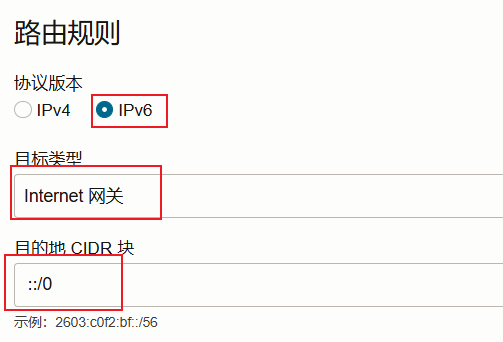 路由规则
协议版本
IPv4 IPv6
目标类型
Internet 网关
目的地 CIDR 块
::/0
示例：2603:c0f2:bf::/56